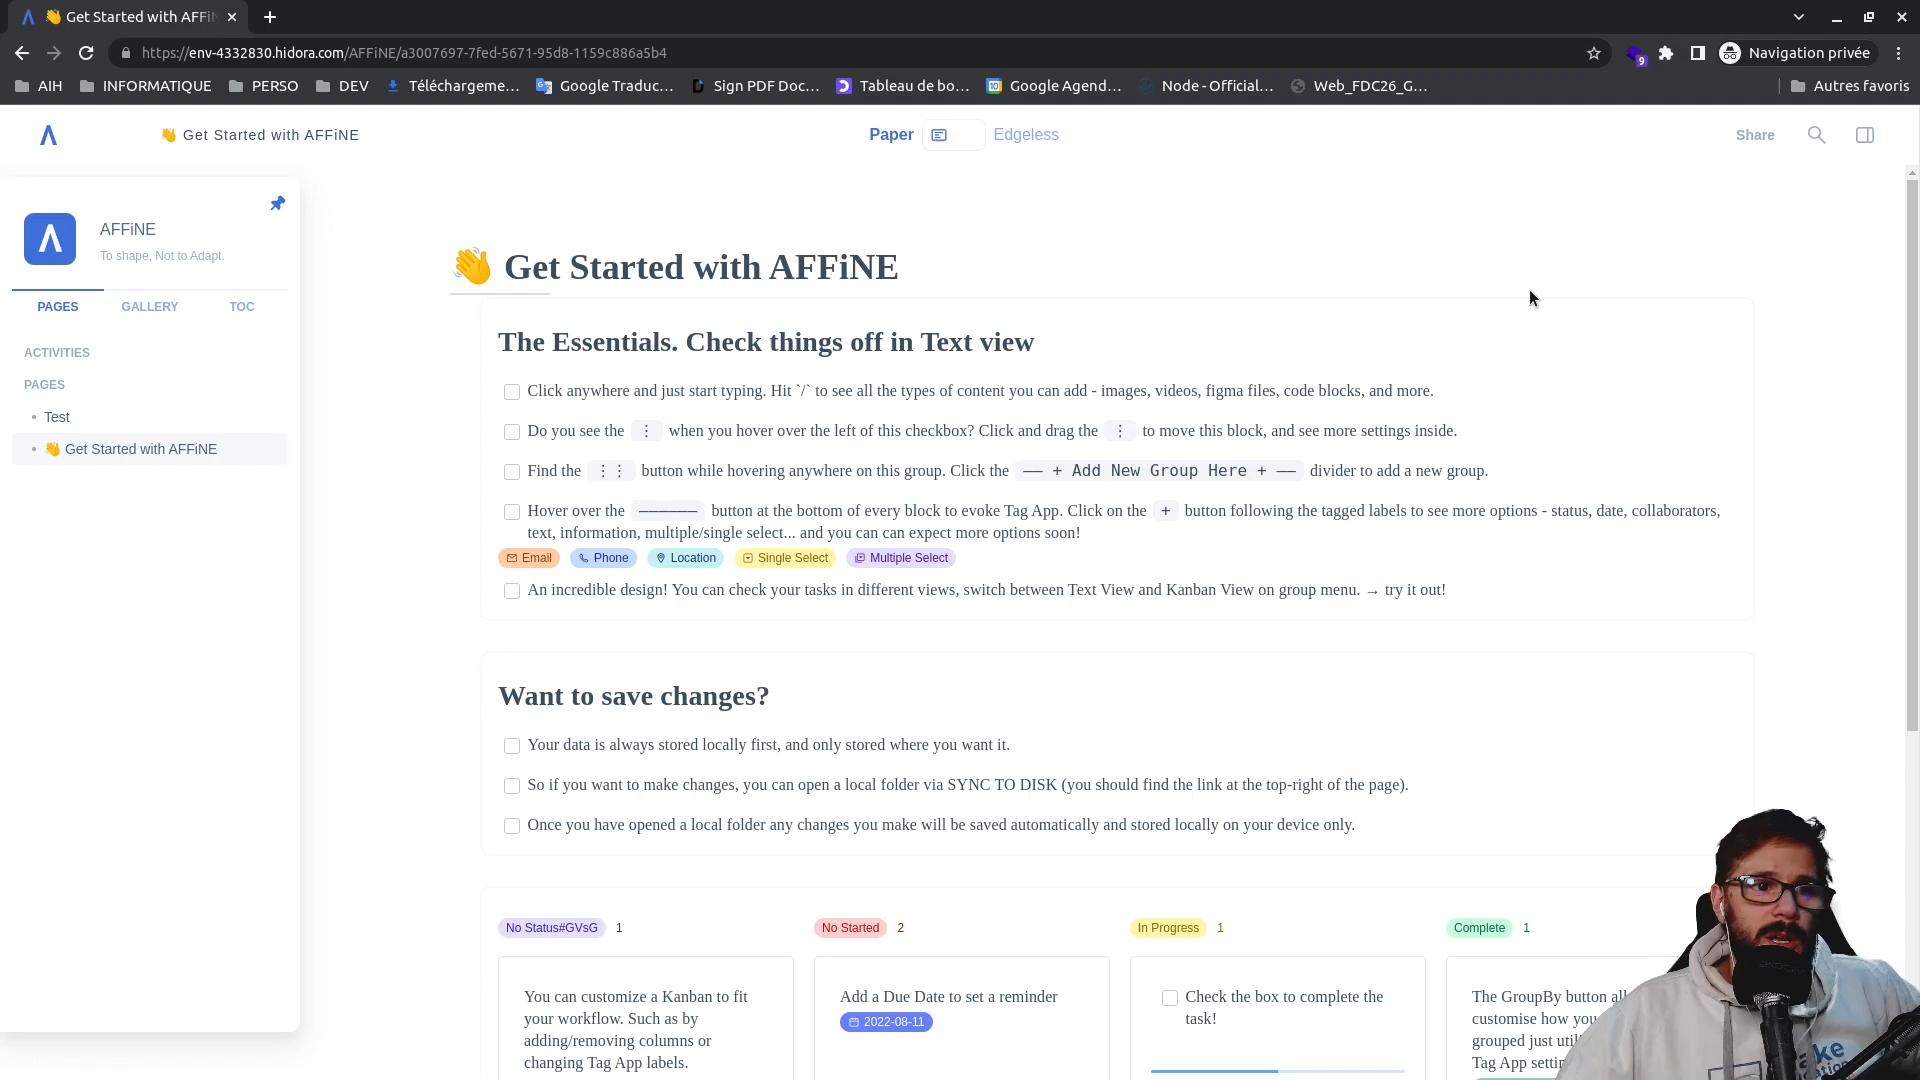 👋 Get Started with AFFiN
https://env-4332830.hidora.com/AFFiNE/a3007697-7fed-5671-95d8-1159c886a5b4
9
Navigation privée
AIH
INFORMATIQUE
PERSO
DEV
Téléchargeme...
Google Traduc...
Sign PDF Doc...
Tableau de bo...
Google Agend...
Node - Official...
Web_FDC26_G...
Autres favoris
👋 Get Started with AFFiNE
Paper
Edgeless
Share
AFFiNE
To shape, Not to Adapt.
PAGES
GALLERY
TOC
ACTIVITIES
PAGES
• Test
• 👋 Get Started with AFFiNE
👋 Get Started with AFFiNE
The Essentials. Check things off in Text view
Click anywhere and just start typing. Hit `/` to see all the types of content you can add - images, videos, figma files, code blocks, and more.
Do you see the ⋮ when you hover over the left of this checkbox? Click and drag the ⋮ to move this block, and see more settings inside.
Find the ⋮⋮ button while hovering anywhere on this group. Click the —— + Add New Group Here + —— divider to add a new group.
Hover over the —————— button at the bottom of every block to evoke Tag App. Click on the + button following the tagged labels to see more options - status, date, collaborators,
text, information, multiple/single select... and you can can expect more options soon!
Email
Phone
Location
Single Select
Multiple Select
An incredible design! You can check your tasks in different views, switch between Text View and Kanban View on group menu. → try it out!
Want to save changes?
Your data is always stored locally first, and only stored where you want it.
So if you want to make changes, you can open a local folder via SYNC TO DISK (you should find the link at the top-right of the page).
Once you have opened a local folder any changes you make will be saved automatically and stored locally on your device only.
No Status#GVsG 1
You can customize a Kanban to fit
your workflow. Such as by
adding/removing columns or
changing Tag App labels.
No Started 2
Add a Due Date to set a reminder
2022-08-11
In Progress 1
Check the box to complete the
task!
Complete 1
The GroupBy button
customise how you
grouped just
Tag App